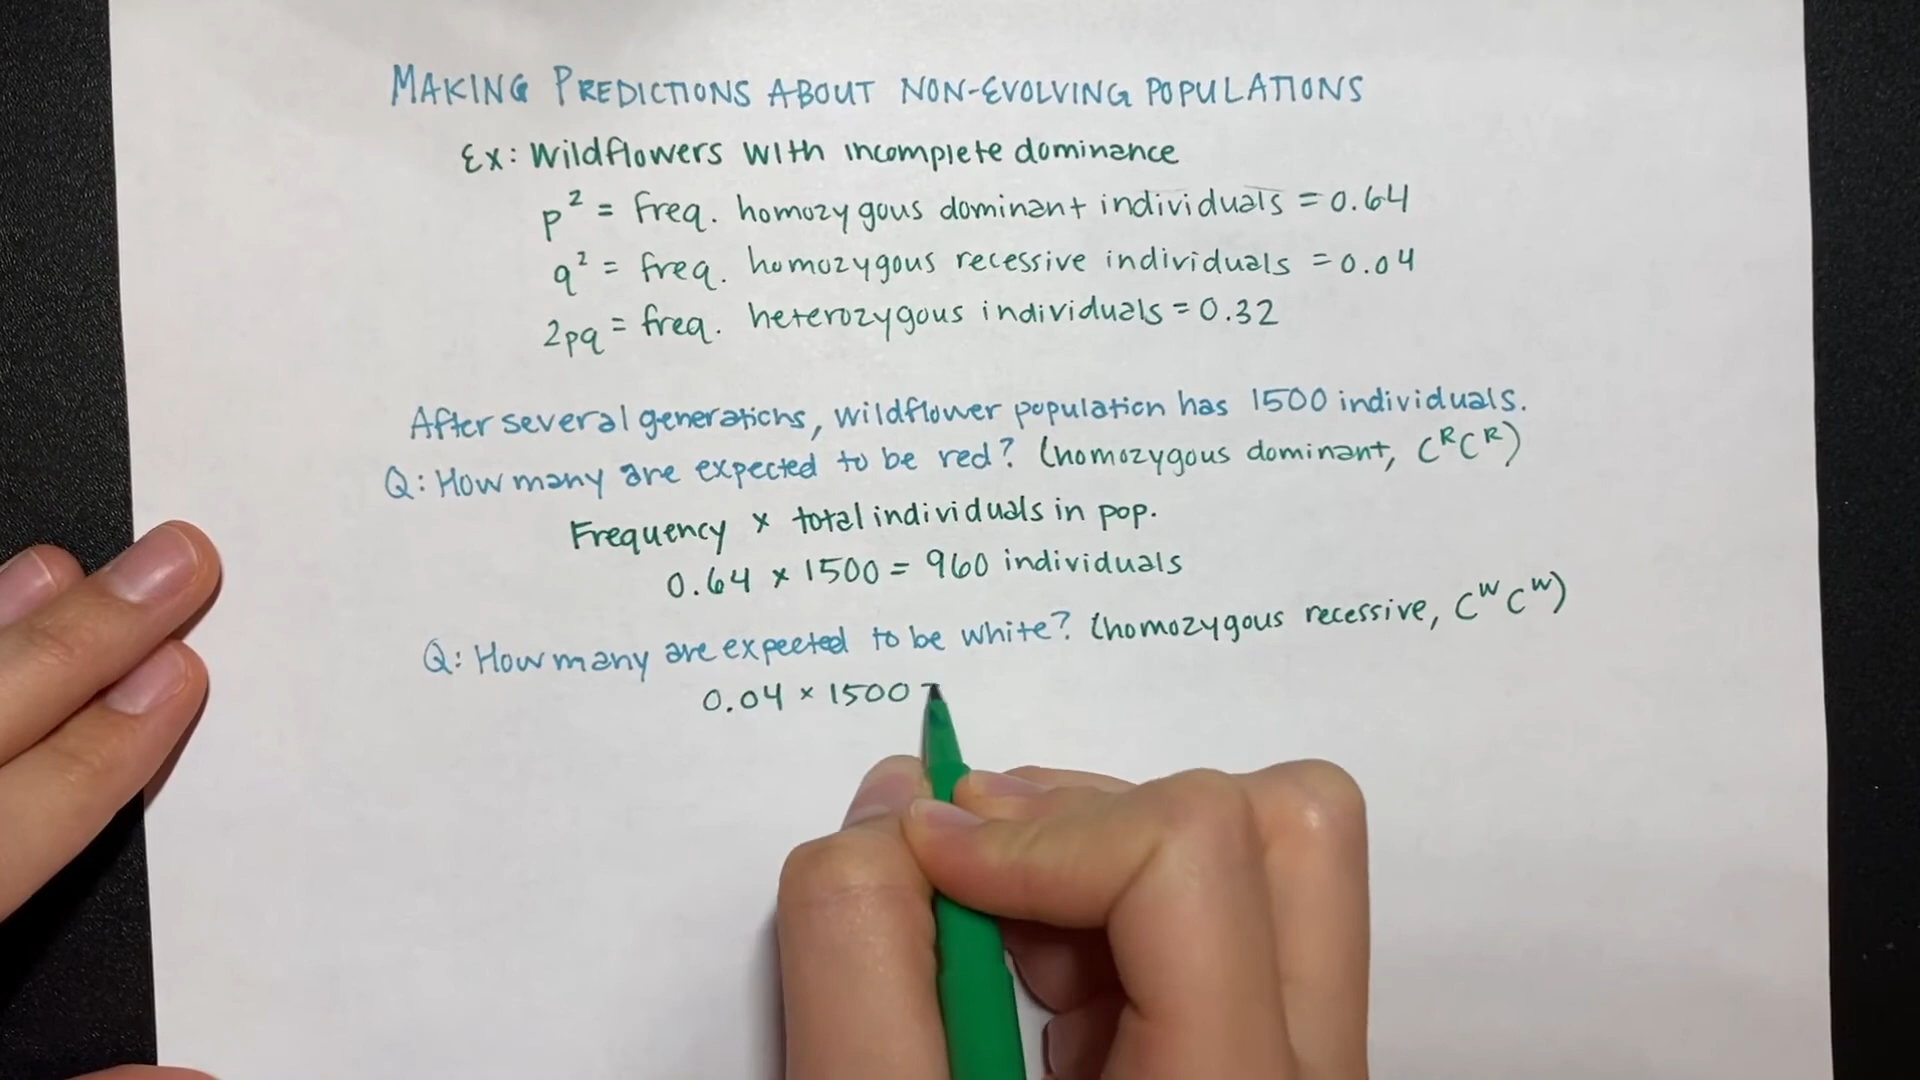 MAKING PREDICTIONS ABOUT NON-EVOLVING POPULATIONS
Ex: Wildflowers with incomplete dominance
p² = freq. homozygous dominant individuals = 0.64
q² = freq. homozygous recessive individuals = 0.04
2pq = freq. heterozygous individuals = 0.32
After several generations, wildflower population has 1500 individuals.
Q: How many are expected to be red? (homozygous dominant, CᴿCᴿ)
Frequency × total individuals in pop.
0.64 × 1500 = 960 individuals
Q: How many are expected to be white? (homozygous recessive, CᵂCᵂ)
0.04 × 1500 =